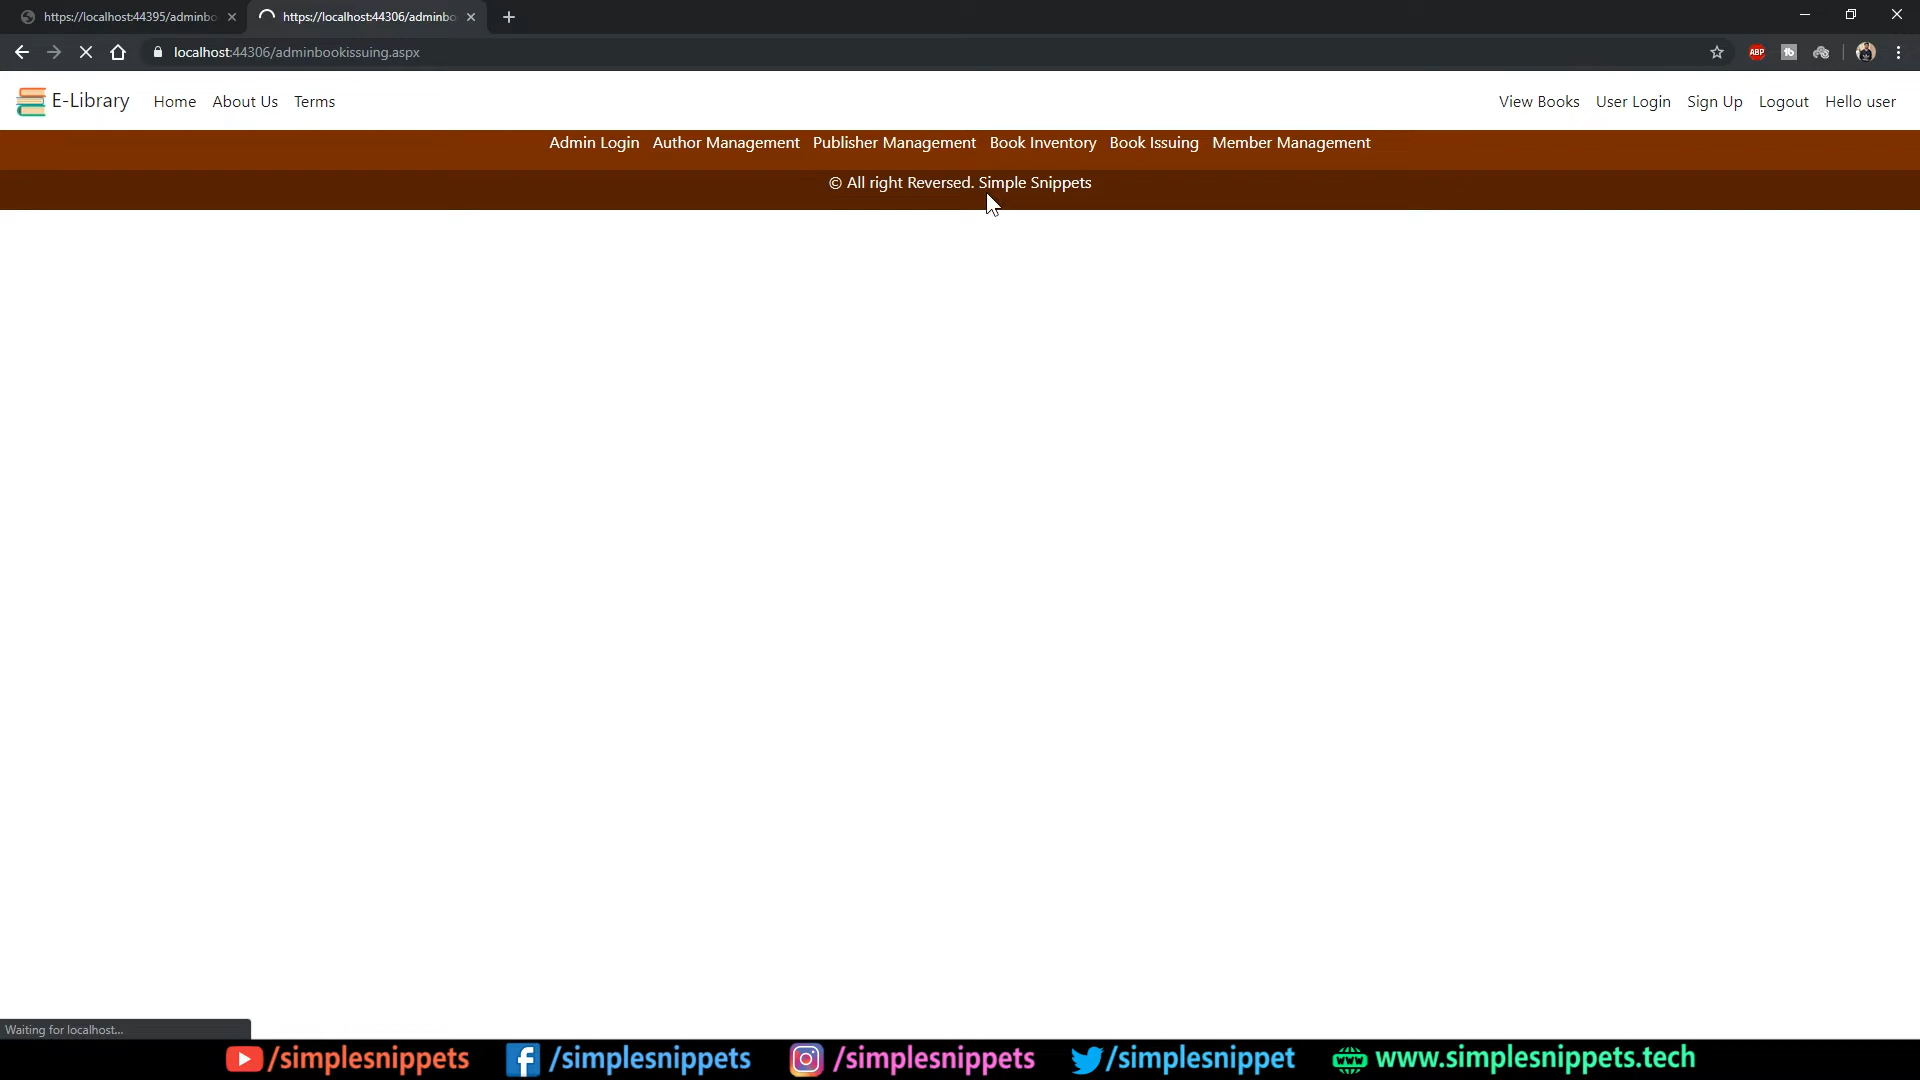 https://localhost:44395/adminbo
https://localhost:44306/adminbo
localhost:44306/adminbookissuing.aspx
ABP
tb
E-Library Home About Us Terms View Books User Login Sign Up Logout Hello user
Admin Login Author Management Publisher Management Book Inventory Book Issuing Member Management
© All right Reversed. Simple Snippets
Waiting for localhost...
/simplesnippets /simplesnippets /simplesnippets /simplesnippet www.simplesnippets.tech